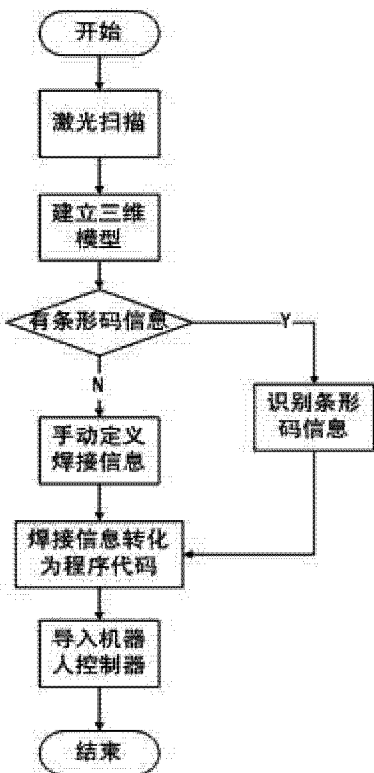 开始
激光扫描
建立三维
模型
有条形码信息
Y
N
识别条形
码信息
手动定义
焊接信息
焊接信息转化
为程序代码
导入机器
人控制器
结束